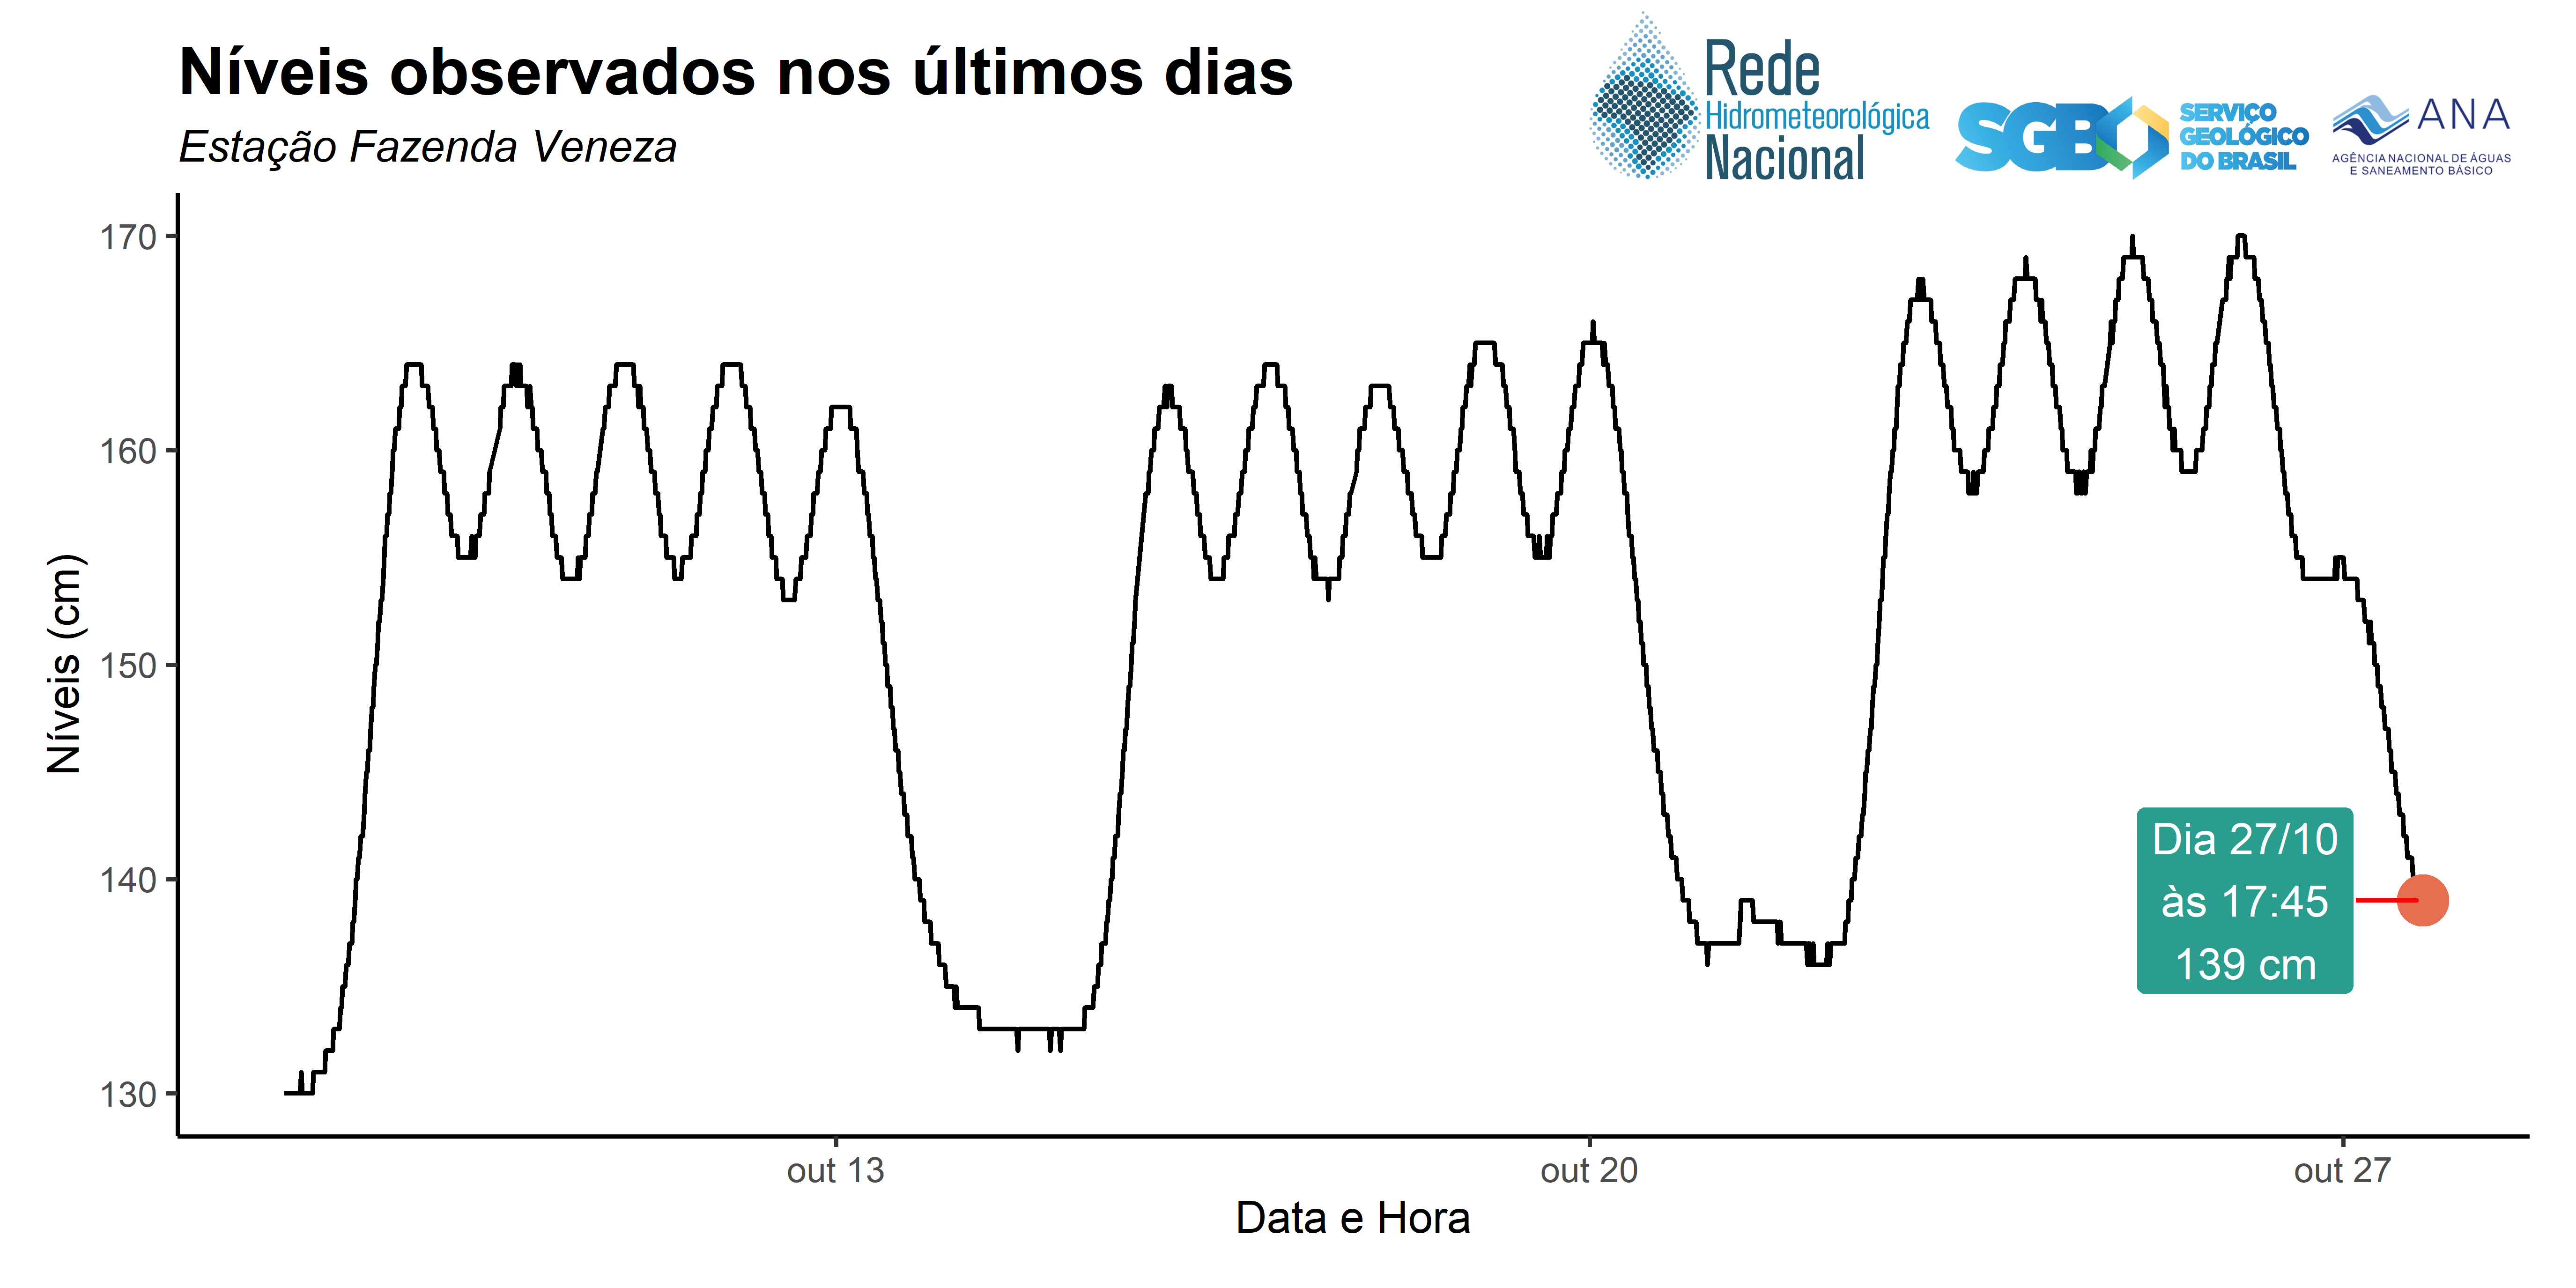 Níveis observados nos últimos dias
Estação Fazenda Veneza
Rede
Hidrometeorológica
Nacional
SGB
SERVIÇO
GEOLÓGICO
DO BRASIL
ANA
AGÊNCIA NACIONAL DE ÁGUAS
E SANEAMENTO BÁSICO
Níveis (cm)
170
160
150
140
130
Dia 27/10
às 17:45
139 cm
out 13
out 20
out 27
Data e Hora